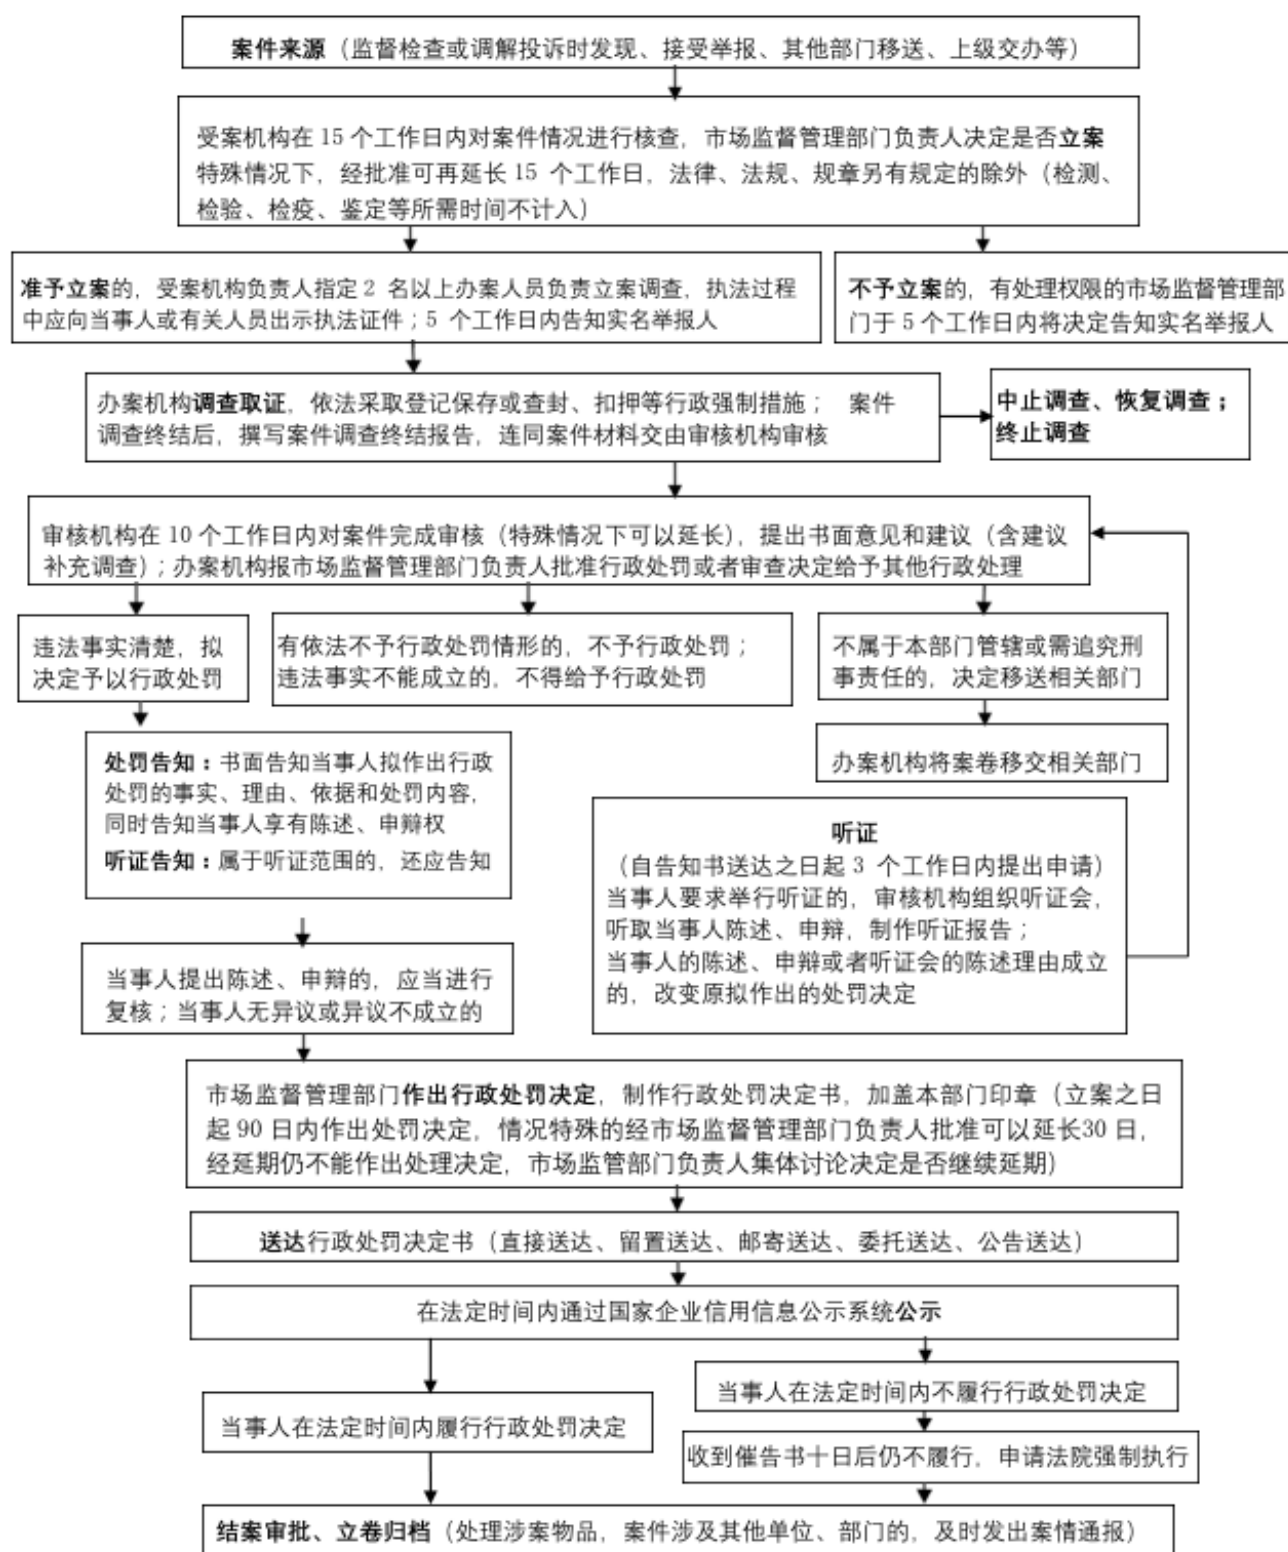 案件来源（监督检查或调解投诉时发现、接受举报、其他部门移送、上级交办等）
受案机构在 15 个工作日内对案件情况进行核查，市场监督管理部门负责人决定是否立案
特殊情况下，经批准可再延长 15 个工作日，法律、法规、规章另有规定的除外（检测、
检验、检疫、鉴定等所需时间不计入）
准予立案的，受案机构负责人指定 2 名以上办案人员负责立案调查，执法过程
中应向当事人或有关人员出示执法证件；5 个工作日内告知实名举报人
不予立案的，有处理权限的市场监督管理部
门于 5 个工作日内将决定告知实名举报人
办案机构调查取证，依法采取登记保存或查封、扣押等行政强制措施； 案件
调查终结后，撰写案件调查终结报告，连同案件材料交由审核机构审核
中止调查、恢复调查；
终止调查
审核机构在 10 个工作日内对案件完成审核（特殊情况下可以延长），提出书面意见和建议（含建议
补充调查）；办案机构报市场监督管理部门负责人批准行政处罚或者审查决定给予其他行政处理
违法事实清楚，拟
决定予以行政处罚
有依法不予行政处罚情形的，不予行政处罚；
违法事实不能成立的，不得给予行政处罚
不属于本部门管辖或需追究刑
事责任的，决定移送相关部门
办案机构将案卷移交相关部门
处罚告知：书面告知当事人拟作出行政
处罚的事实、理由、依据和处罚内容，
同时告知当事人享有陈述、申辩权
听证告知：属于听证范围的，还应告知
听证
（自告知书送达之日起 3 个工作日内提出申请）
当事人要求举行听证的，审核机构组织听证会，
听取当事人陈述、申辩，制作听证报告；
当事人的陈述、申辩或者听证会的陈述理由成立
的，改变原拟作出的处罚决定
当事人提出陈述、申辩的，应当进行
复核；当事人无异议或异议不成立的
市场监督管理部门作出行政处罚决定，制作行政处罚决定书，加盖本部门印章（立案之日
起 90 日内作出处罚决定，情况特殊的经市场监督管理部门负责人批准可以延长30 日，
经延期仍不能作出处理决定，市场监管部门负责人集体讨论决定是否继续延期）
送达行政处罚决定书（直接送达、留置送达、邮寄送达、委托送达、公告送达）
在法定时间内通过国家企业信用信息公示系统公示
当事人在法定时间内履行行政处罚决定
当事人在法定时间内不履行行政处罚决定
收到催告书十日后仍不履行，申请法院强制执行
结案审批、立卷归档（处理涉案物品，案件涉及其他单位、部门的，及时发出案情通报）